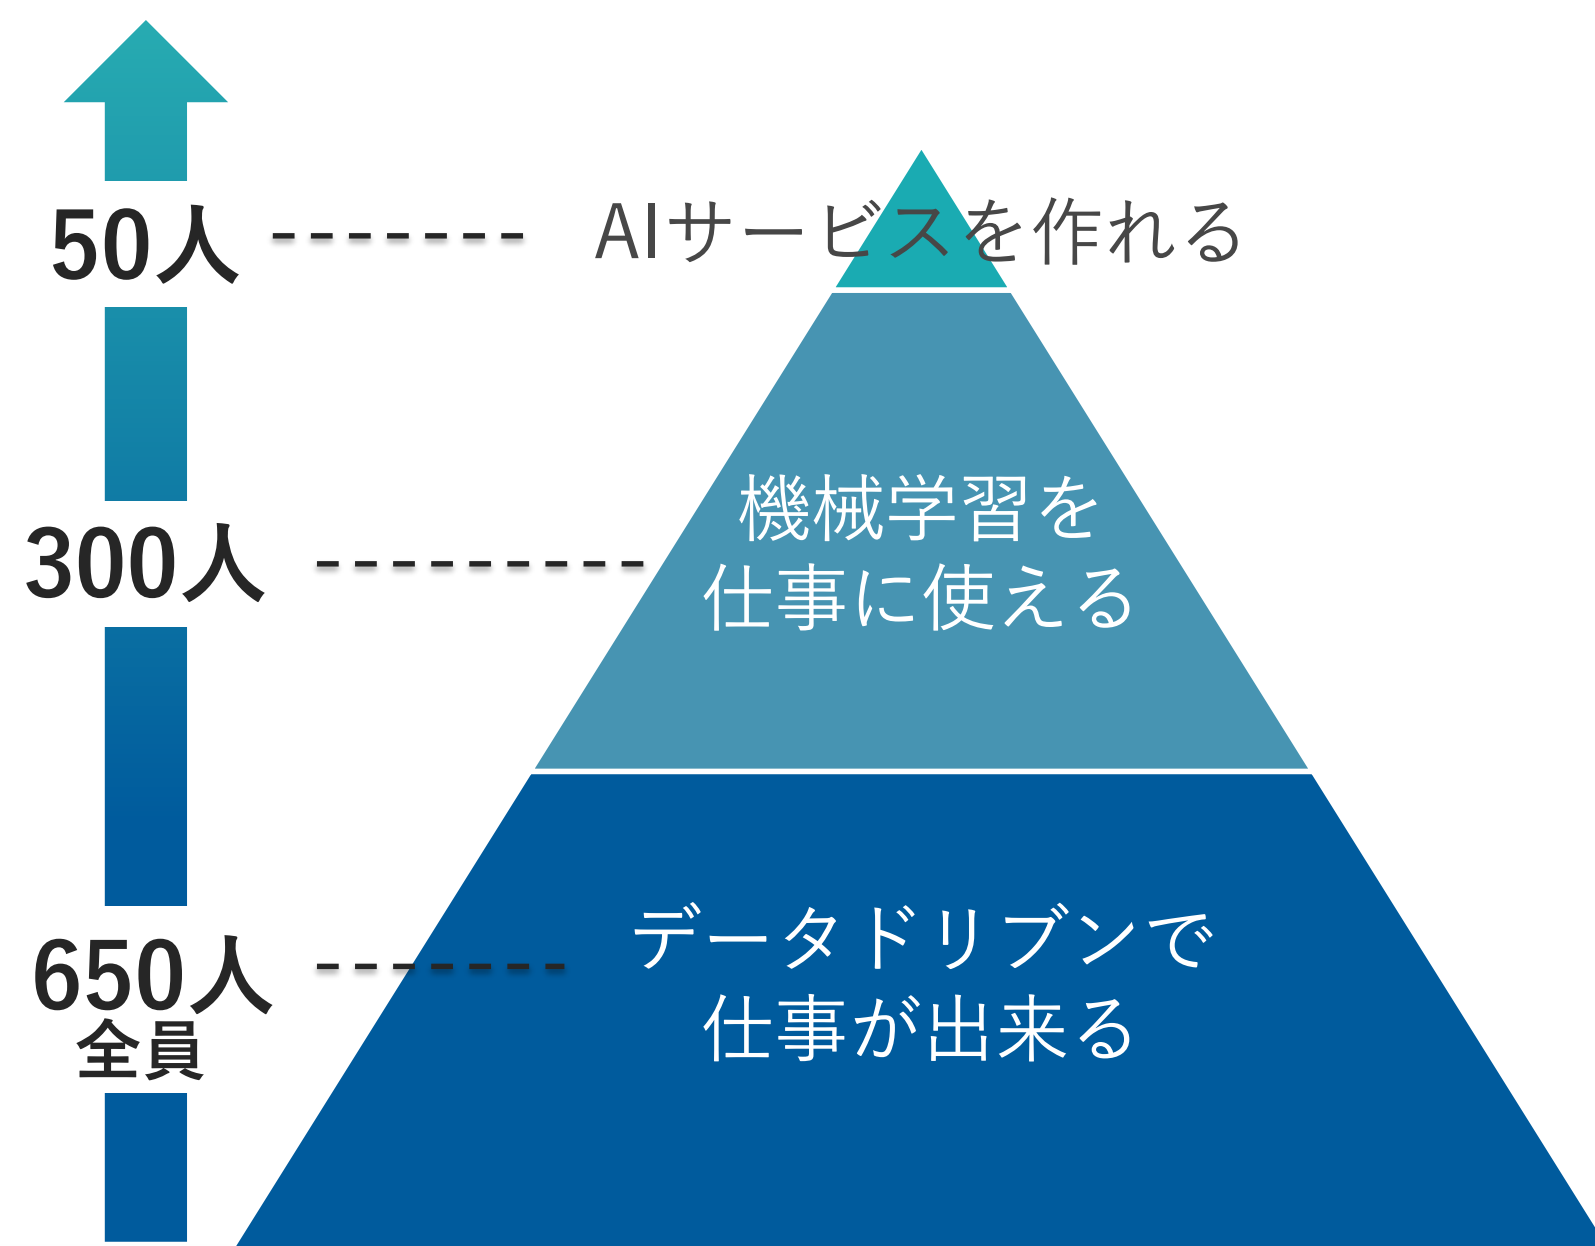 50人
AIサービスを作れる
300人
機械学習を
仕事に使える
650人
全員
データドリブンで
仕事が出来る